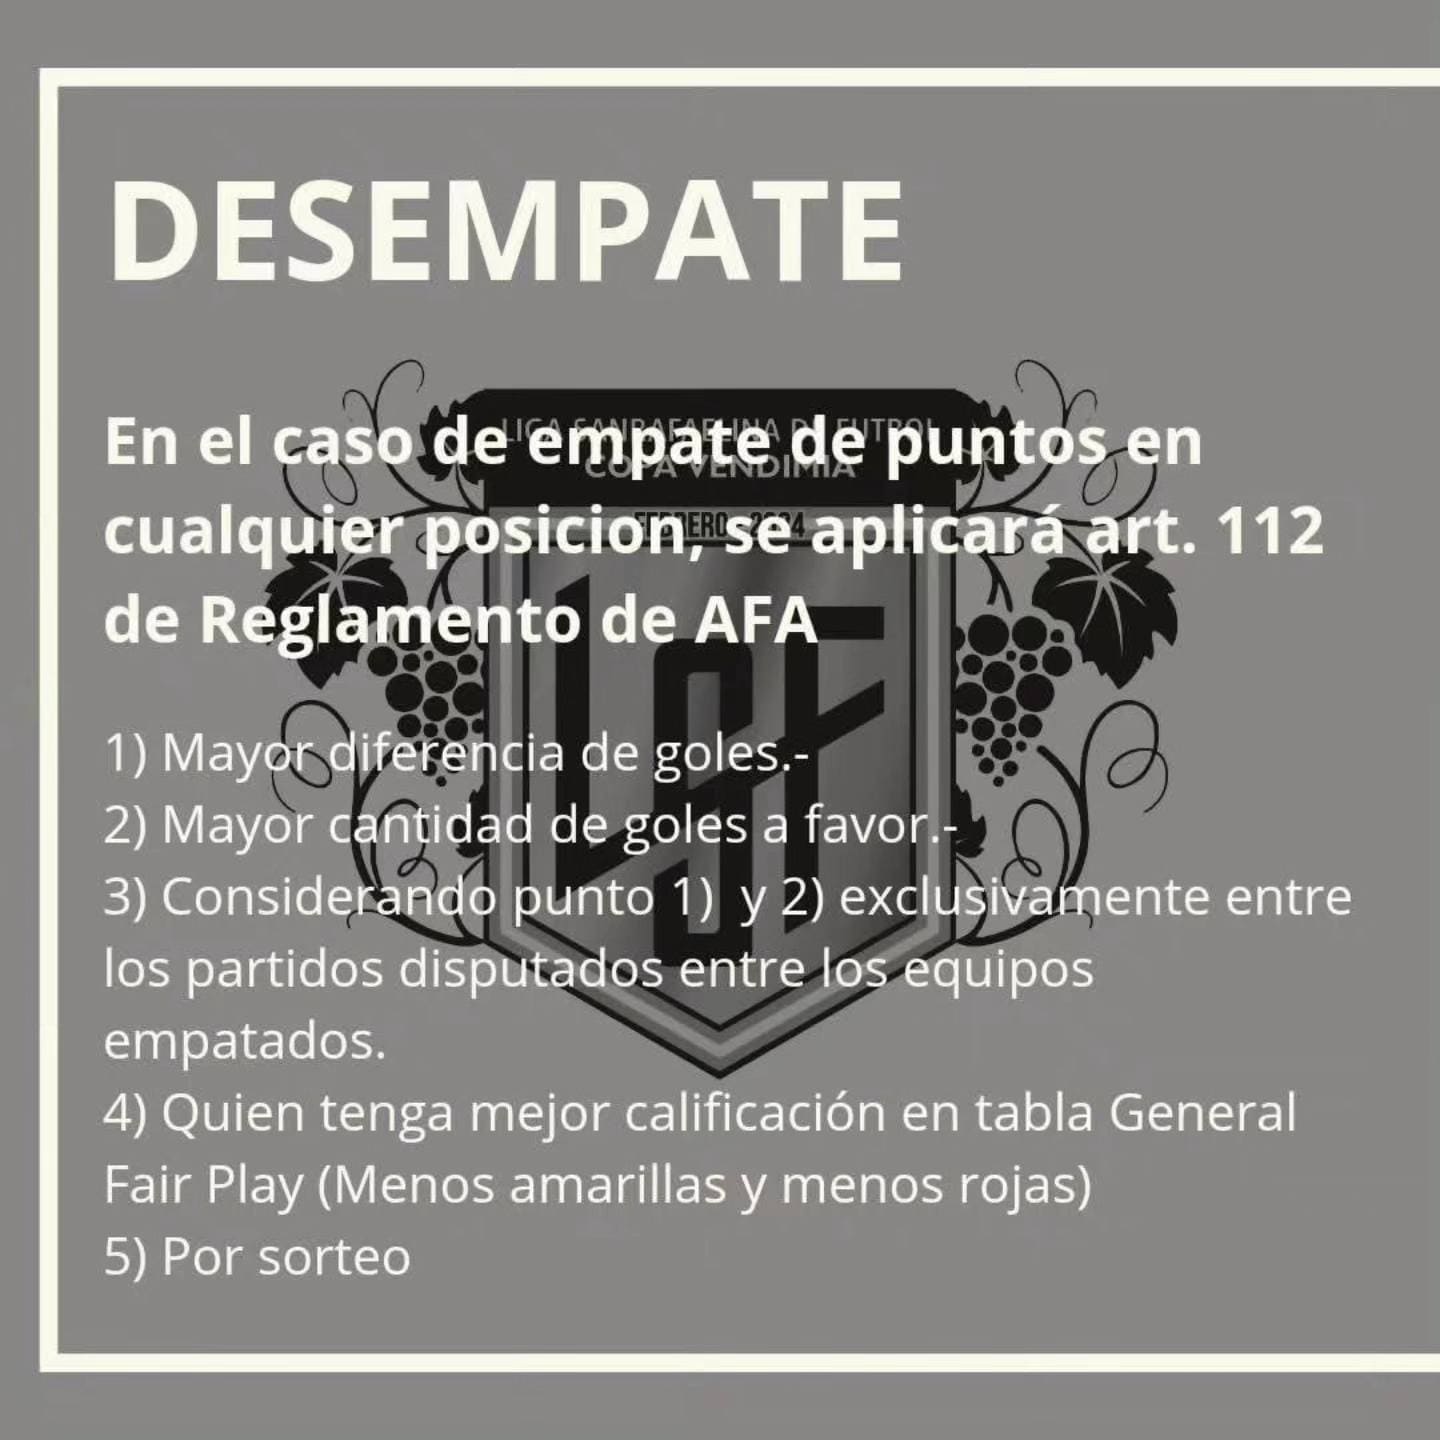 DESEMPATE
LIGA SANRAFAELINA DE FUTBOL
COPA VENDIMIA
FEBRERO 2024
En el caso de empate de puntos en
cualquier posicion, se aplicará art. 112
de Reglamento de AFA
LSF
1) Mayor diferencia de goles.-
2) Mayor cantidad de goles a favor.-
3) Considerando punto 1)  y 2) exclusivamente entre
los partidos disputados entre los equipos
empatados.
4) Quien tenga mejor calificación en tabla General
Fair Play (Menos amarillas y menos rojas)
5) Por sorteo